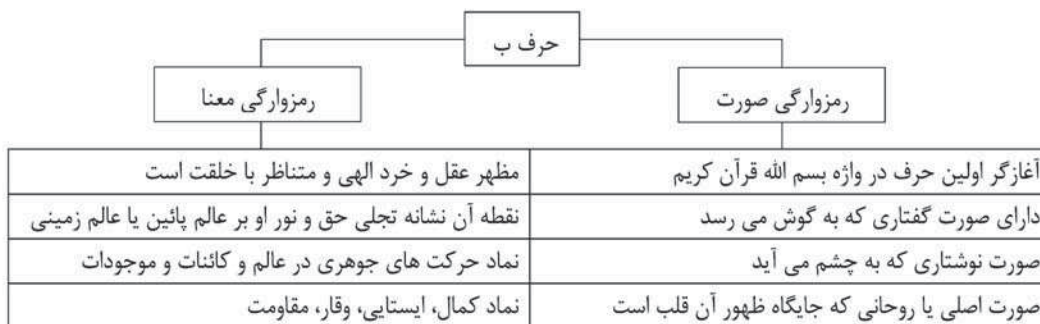 حرف ب
رمزوارگی صورت
رمزوارگی معنا
آغازگر اولین حرف در واژه بسم الله قرآن کریم
مظهر عقل و خرد الهی و متناظر با خلقت است
دارای صورت گفتاری که به گوش می رسد
نقطه آن نشانه تجلی حق و نور او بر عالم پائین یا عالم زمینی
صورت نوشتاری که به چشم می آید
نماد حرکت های جوهری در عالم و کائنات و موجودات
صورت اصلی یا روحانی که جایگاه ظهور آن قلب است
نماد کمال، ایستایی، وقار، مقاومت